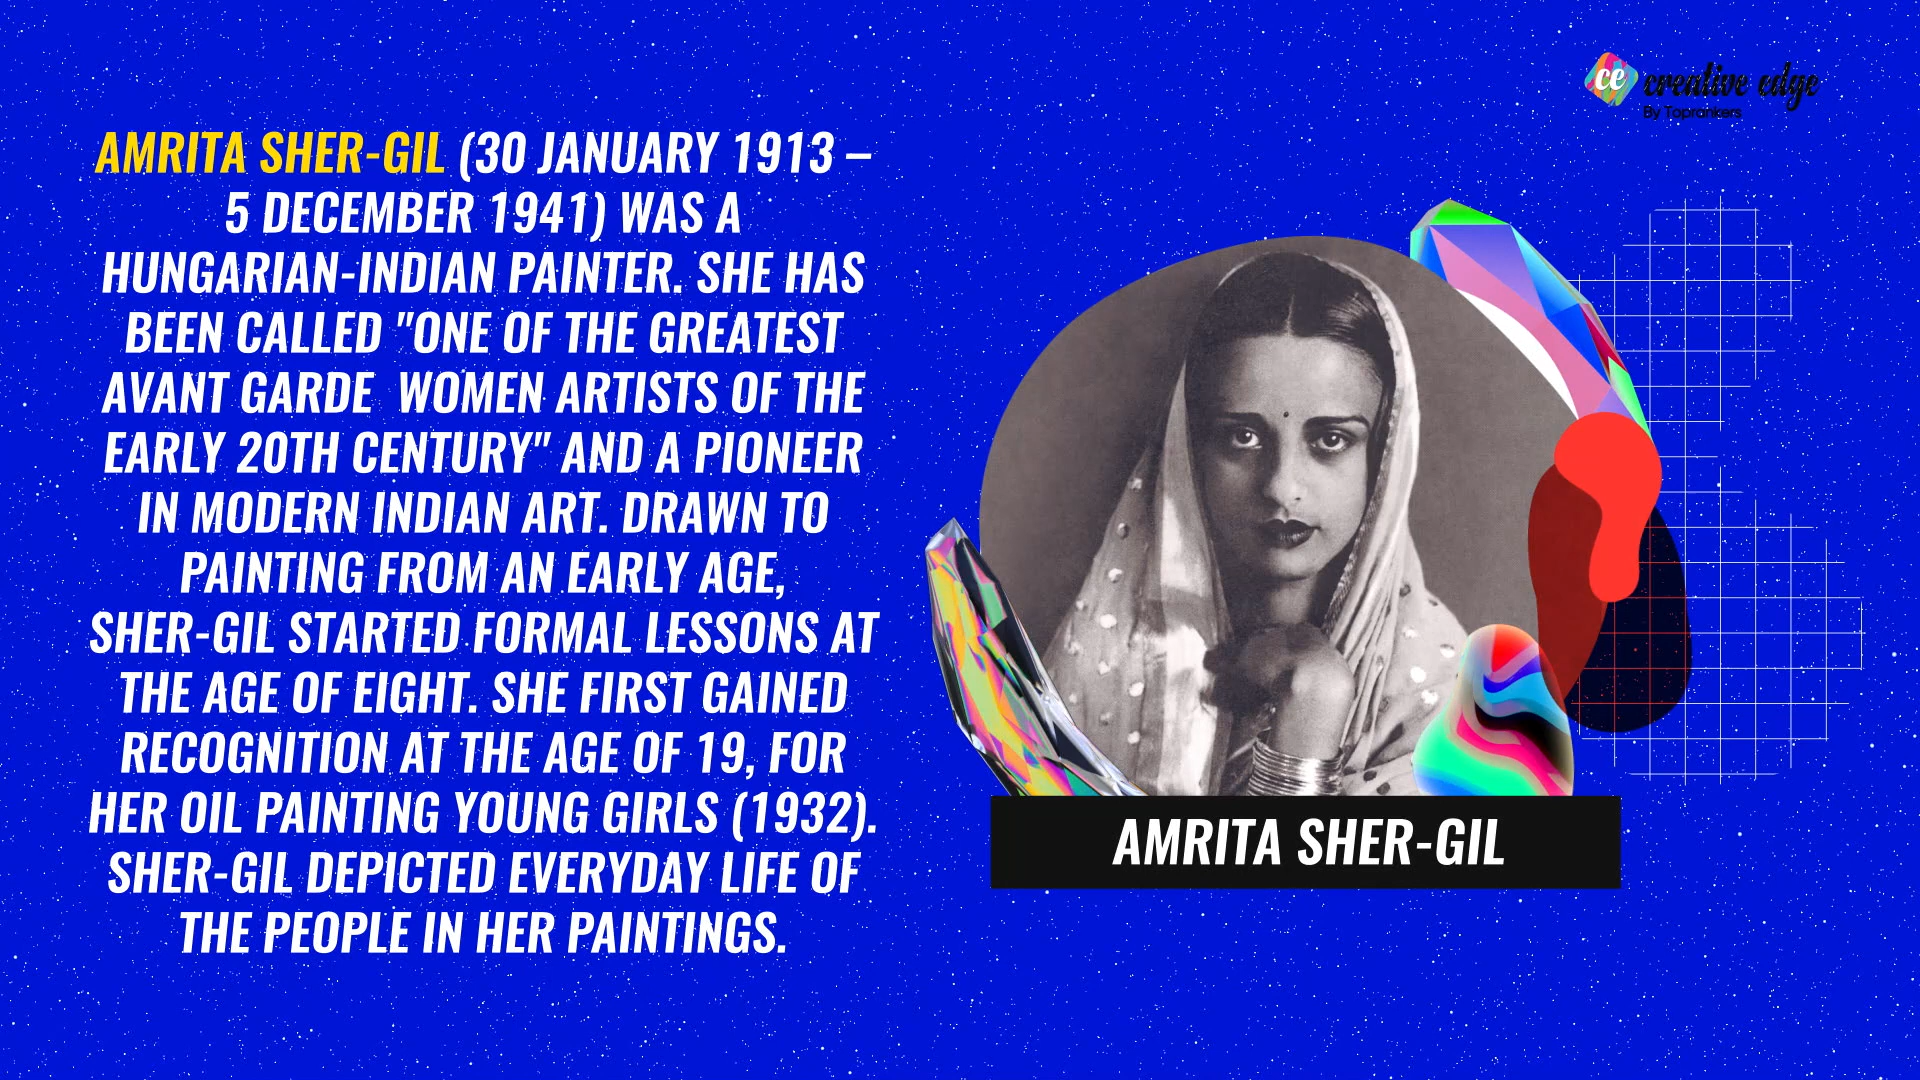 ce creative edge
By Toprankers
AMRITA SHER-GIL (30 JANUARY 1913 –
5 DECEMBER 1941) WAS A
HUNGARIAN-INDIAN PAINTER. SHE HAS
BEEN CALLED "ONE OF THE GREATEST
AVANT GARDE  WOMEN ARTISTS OF THE
EARLY 20TH CENTURY" AND A PIONEER
IN MODERN INDIAN ART. DRAWN TO
PAINTING FROM AN EARLY AGE,
SHER-GIL STARTED FORMAL LESSONS AT
THE AGE OF EIGHT. SHE FIRST GAINED
RECOGNITION AT THE AGE OF 19, FOR
HER OIL PAINTING YOUNG GIRLS (1932).
SHER-GIL DEPICTED EVERYDAY LIFE OF
THE PEOPLE IN HER PAINTINGS.
AMRITA SHER-GIL